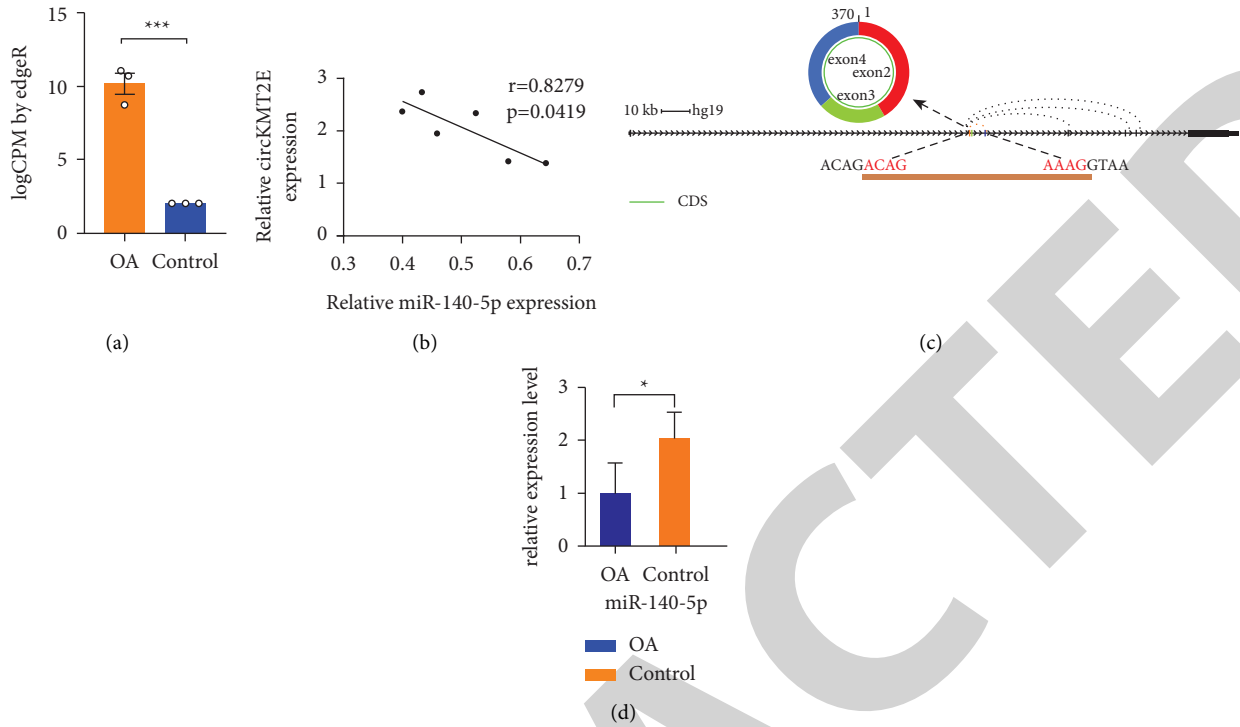 ***
logCPM by edgeR
15
10
5
0
OA Control
(a)
Relative circKMT2E
expression
r=0.8279
p=0.0419
3
2
1
0
0.3 0.4 0.5 0.6 0.7
Relative miR-140-5p expression
(b)
370 1
exon4
exon2
exon3
10 kb hg19
ACAGACAG AAAGGTAA
CDS
(c)
*
relative expression level
3
2
1
0
OA Control
miR-140-5p
OA
Control
(d)